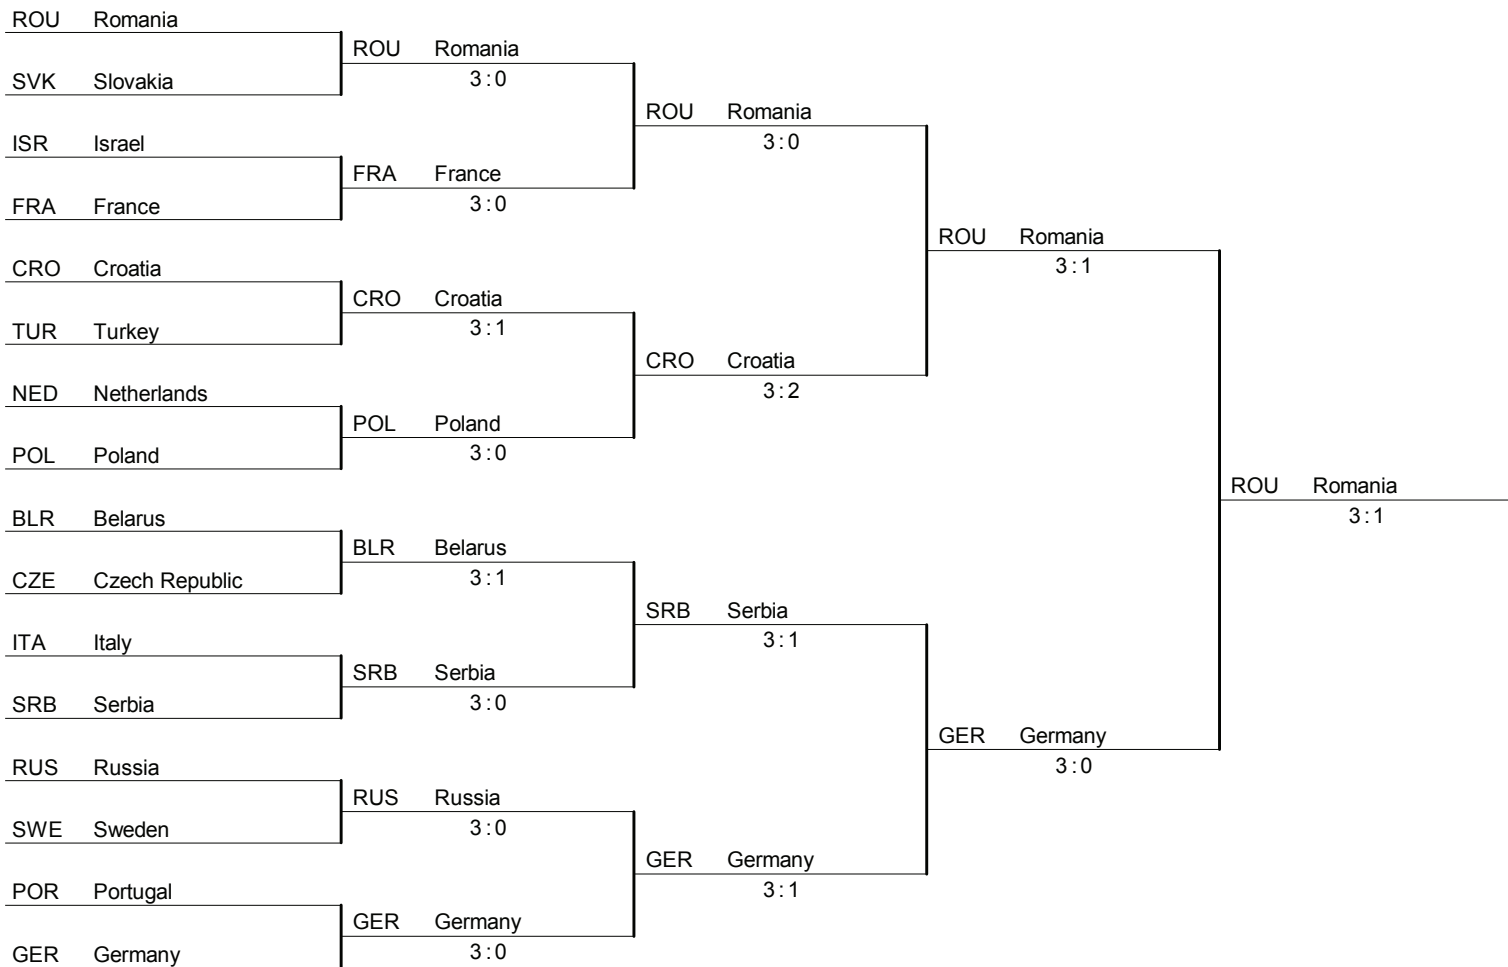 ROU Romania
ROU Romania
3 : 0
SVK Slovakia
ROU Romania
3 : 0
ISR Israel
FRA France
3 : 0
FRA France
ROU Romania
3 : 1
CRO Croatia
CRO Croatia
3 : 1
TUR Turkey
CRO Croatia
3 : 2
NED Netherlands
POL Poland
3 : 0
POL Poland
ROU Romania
3 : 1
BLR Belarus
BLR Belarus
3 : 1
CZE Czech Republic
SRB Serbia
3 : 1
ITA Italy
SRB Serbia
3 : 0
SRB Serbia
GER Germany
3 : 0
RUS Russia
RUS Russia
3 : 0
SWE Sweden
GER Germany
3 : 1
POR Portugal
GER Germany
3 : 0
GER Germany